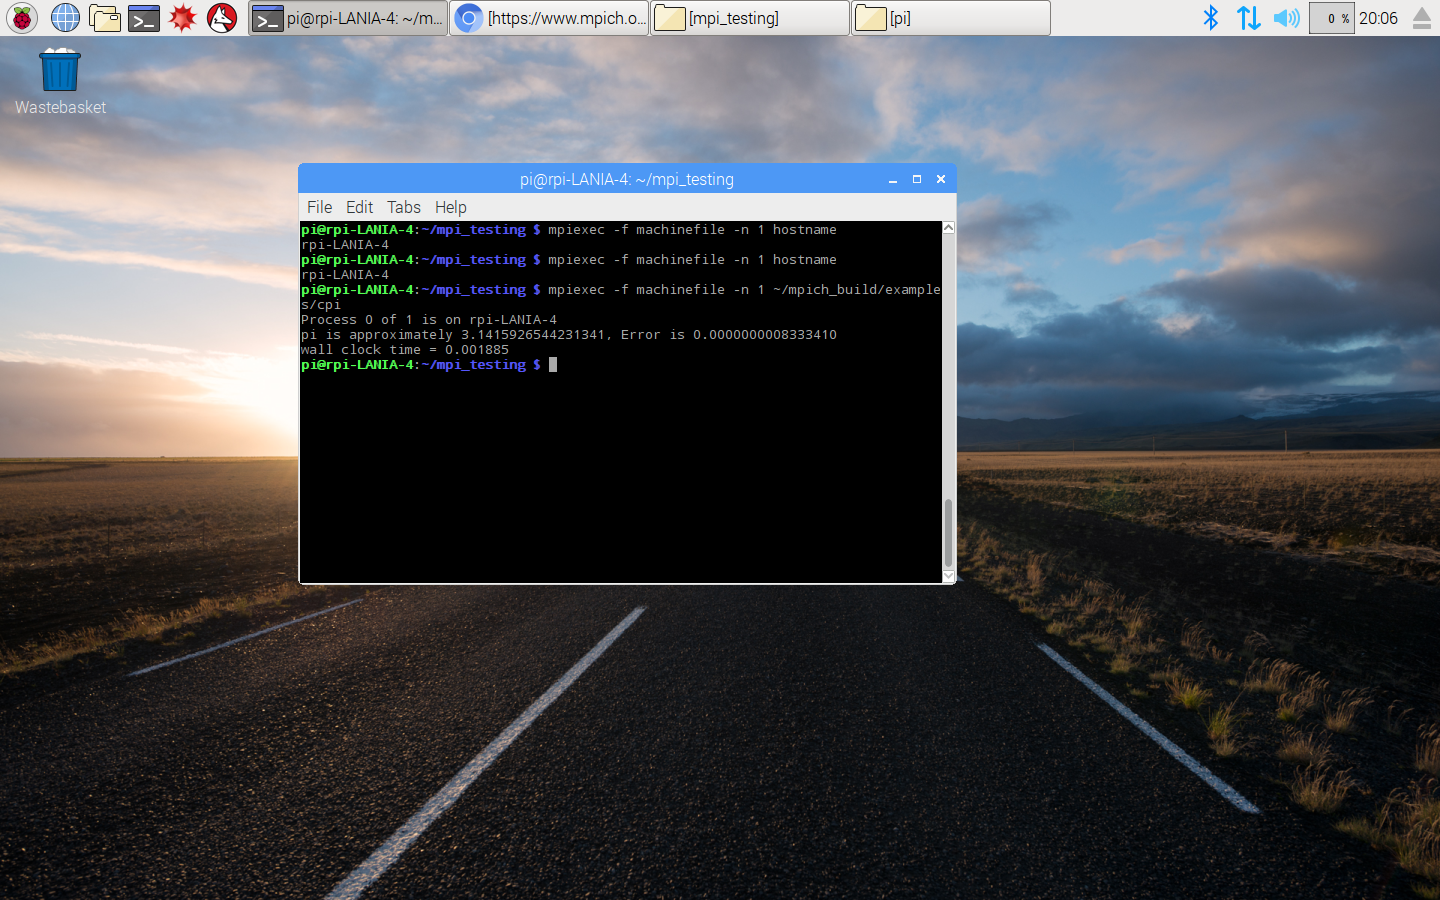 pi@rpi-LANIA-4: ~/m...
[https://www.mpich.o...
[mpi_testing]
[pi]
0 %
20:06
Wastebasket
pi@rpi-LANIA-4: ~/mpi_testing
File Edit Tabs Help
pi@rpi-LANIA-4:~/mpi_testing $ mpiexec -f machinefile -n 1 hostname
rpi-LANIA-4
pi@rpi-LANIA-4:~/mpi_testing $ mpiexec -f machinefile -n 1 hostname
rpi-LANIA-4
pi@rpi-LANIA-4:~/mpi_testing $ mpiexec -f machinefile -n 1 ~/mpich_build/example
s/cpi
Process 0 of 1 is on rpi-LANIA-4
pi is approximately 3.1415926544231341, Error is 0.0000000008333410
wall clock time = 0.001885
pi@rpi-LANIA-4:~/mpi_testing $